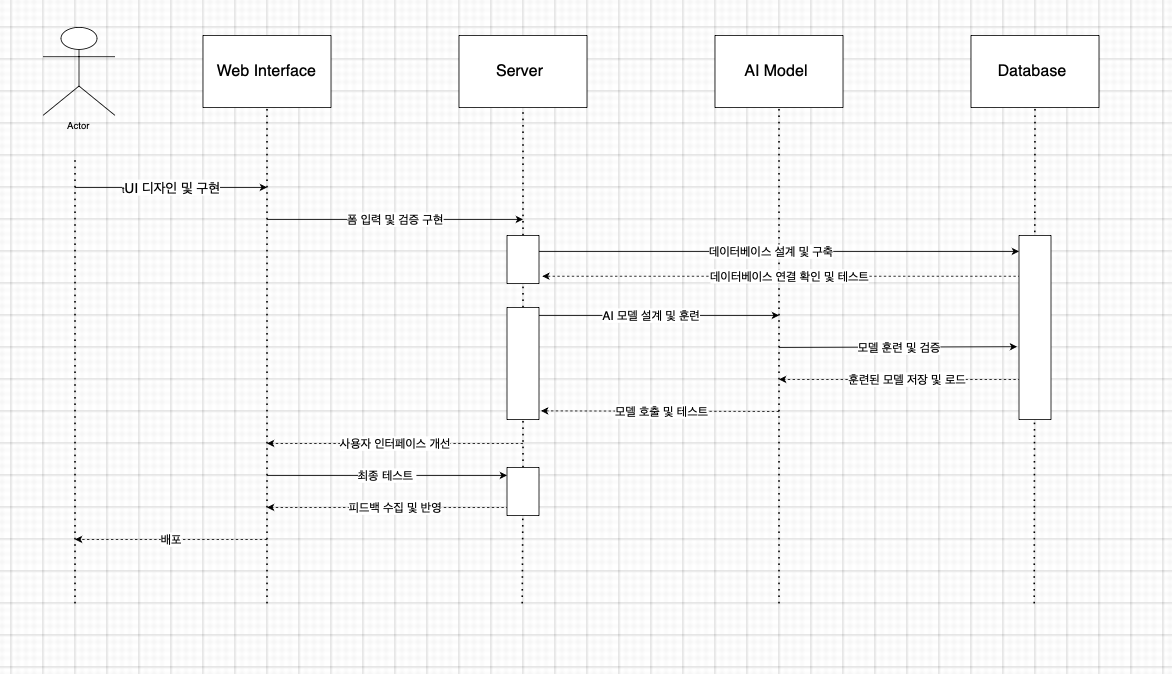 Web Interface
Server
AI Model
Database
Actor
UI 디자인 및 구현
폼 입력 및 검증 구현
데이터베이스 설계 및 구축
데이터베이스 연결 확인 및 테스트
AI 모델 설계 및 훈련
모델 훈련 및 검증
훈련된 모델 저장 및 로드
모델 호출 및 테스트
사용자 인터페이스 개선
최종 테스트
피드백 수집 및 반영
배포